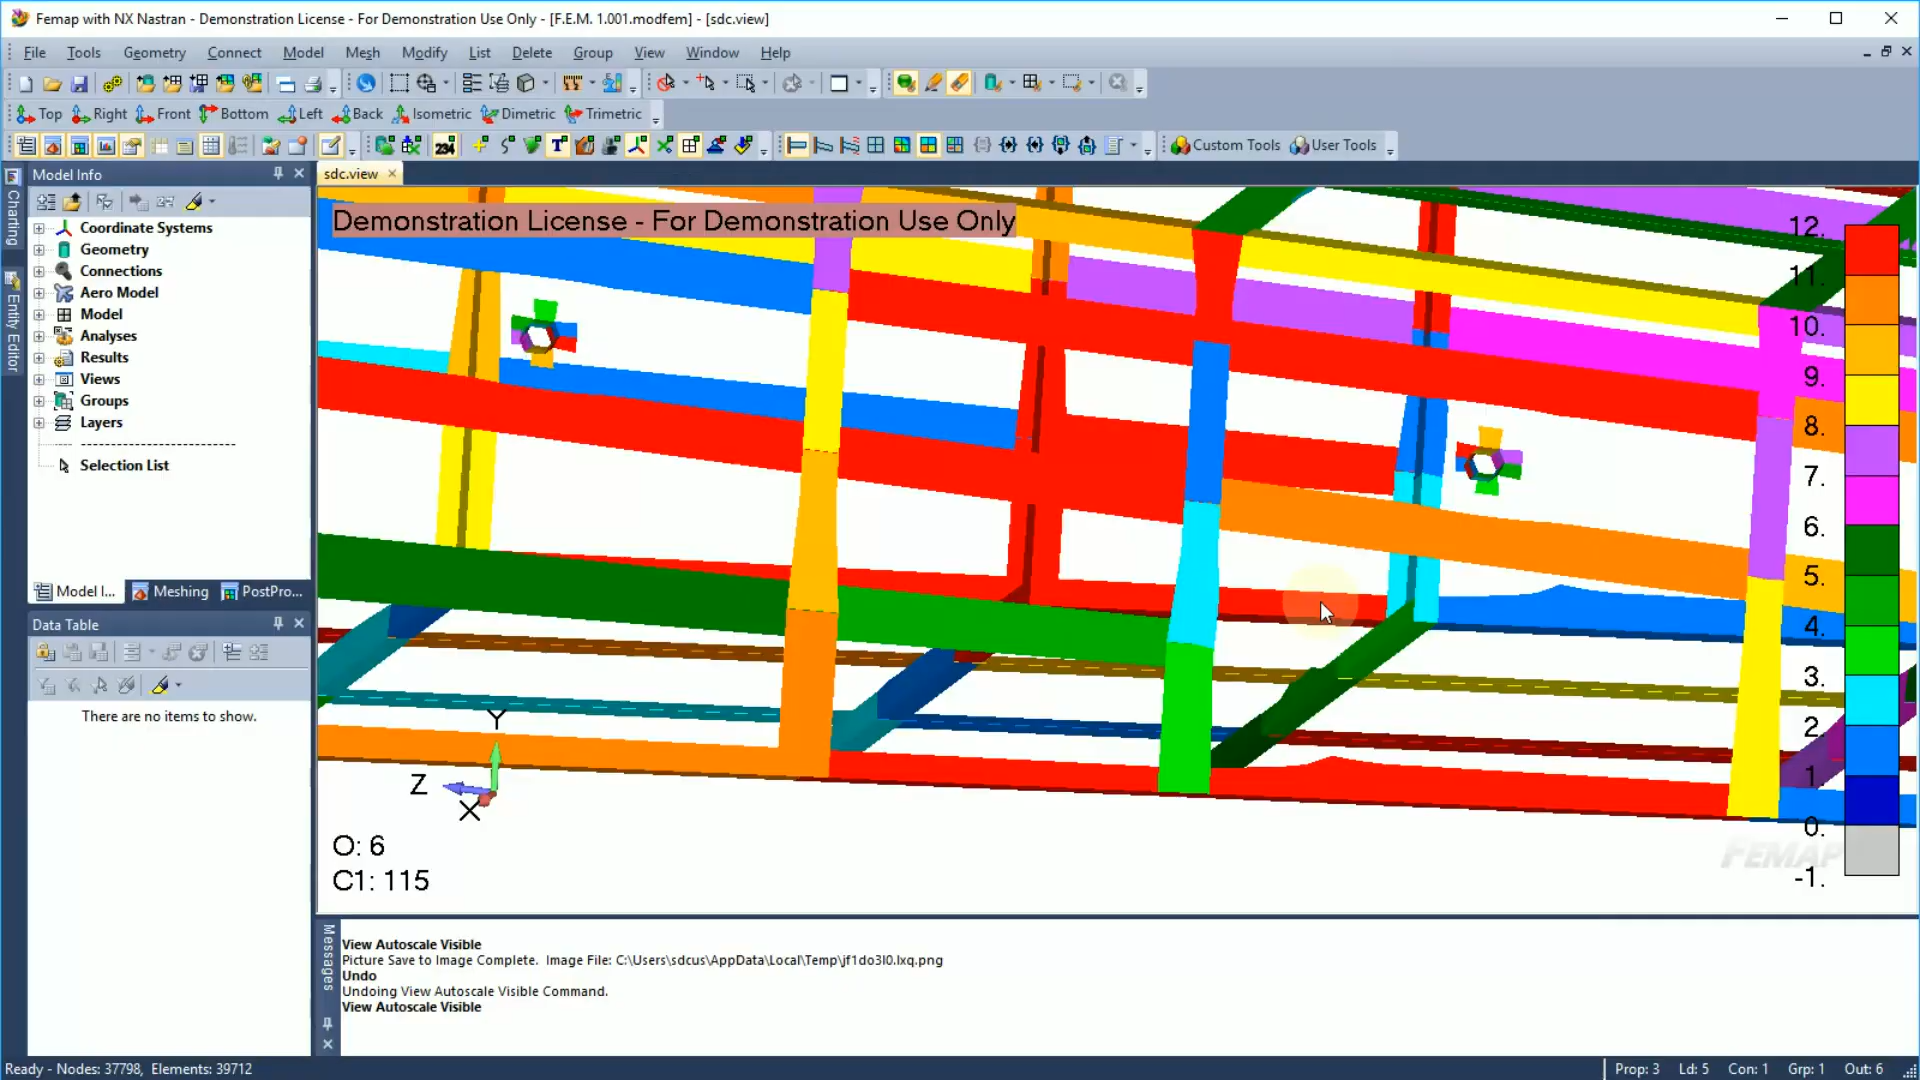 Femap with NX Nastran - Demonstration License - For Demonstration Use Only - [F.E.M. 1.001.modfem] - [sdc.view]
File Tools Geometry Connect Model Mesh Modify List Delete Group View Window Help
Top Right Front Bottom Left Back Isometric Dimetric Trimetric
234 T Custom Tools User Tools
Charting
Entity Editor
Model Info
Coordinate Systems
Geometry
Connections
Aero Model
Model
Analyses
Results
Views
Groups
Layers
Selection List
Model I... Meshing PostPro...
Data Table
There are no items to show.
sdc.view
Demonstration License - For Demonstration Use Only
12.
11.
10.
9.
8.
7.
6.
5.
4.
3.
2.
1.
0.
-1.
Y
Z
X
O: 6
C1: 115
FEMAP
Messages
View Autoscale Visible
Picture Save to Image Complete. Image File: C:\Users\sdcus\AppData\Local\Temp\jf1do3l0.lxq.png
Undo
Undoing View Autoscale Visible Command.
View Autoscale Visible
Ready - Nodes: 37798, Elements: 39712
Prop: 3 Ld: 5 Con: 1 Grp: 1 Out: 6